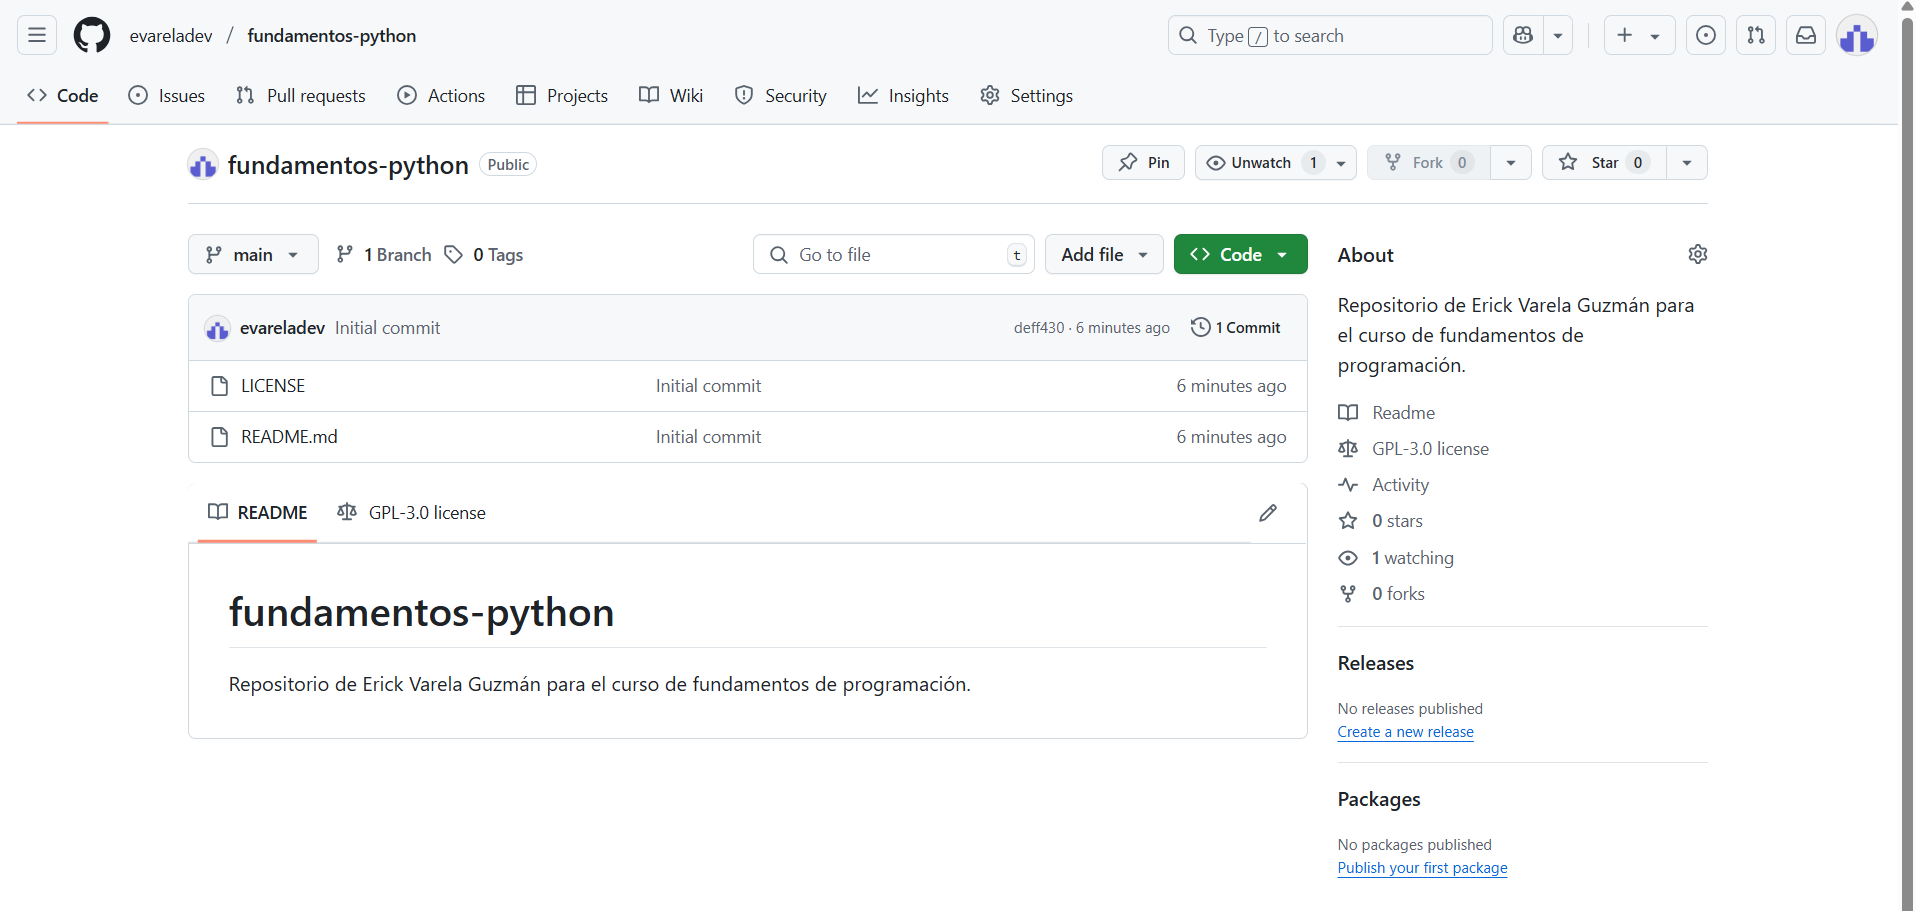 evareladev / fundamentos-python
Type / to search
Code Issues Pull requests Actions Projects Wiki Security Insights Settings
fundamentos-python Public
Pin Unwatch 1 Fork 0 Star 0
main 1 Branch 0 Tags
Go to file t Add file Code
evareladev Initial commit deff430 · 6 minutes ago 1 Commit
LICENSE Initial commit 6 minutes ago
README.md Initial commit 6 minutes ago
README GPL-3.0 license
fundamentos-python
Repositorio de Erick Varela Guzmán para el curso de fundamentos de programación.
About
Repositorio de Erick Varela Guzmán para
el curso de fundamentos de
programación.
Readme
GPL-3.0 license
Activity
0 stars
1 watching
0 forks
Releases
No releases published
Create a new release
Packages
No packages published
Publish your first package